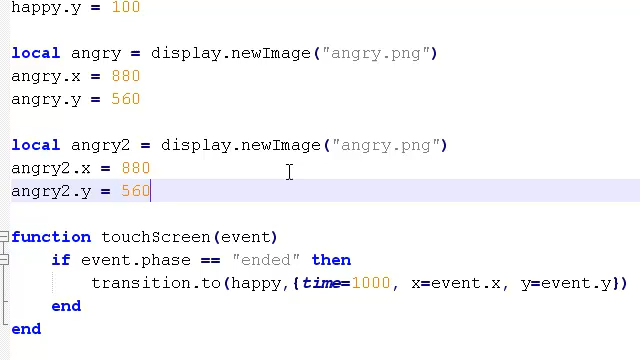 happy.y = 100
local angry = display.newImage("angry.png")
angry.x = 880
angry.y = 560
local angry2 = display.newImage("angry.png")
angry2.x = 880
angry2.y = 560
function touchScreen(event)
if event.phase == "ended" then
transition.to(happy,{time=1000, x=event.x, y=event.y})
end
end